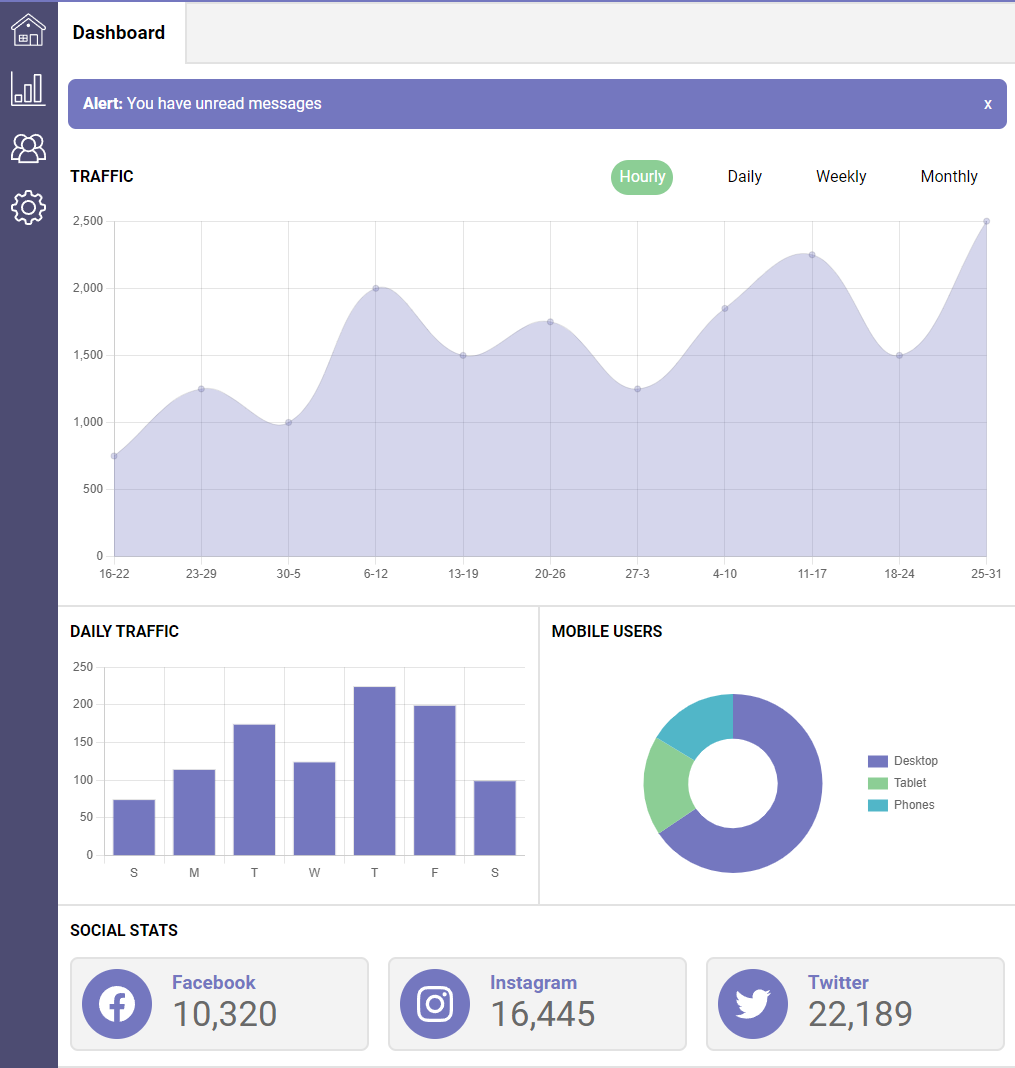 Dashboard
Alert: You have unread messages x
TRAFFIC Hourly Daily Weekly Monthly
2,500
2,000
1,500
1,000
500
0
16-22 23-29 30-5 6-12 13-19 20-26 27-3 4-10 11-17 18-24 25-31
DAILY TRAFFIC
250
200
150
100
50
0
S M T W T F S
MOBILE USERS
Desktop
Tablet
Phones
SOCIAL STATS
Facebook
10,320
Instagram
16,445
Twitter
22,189